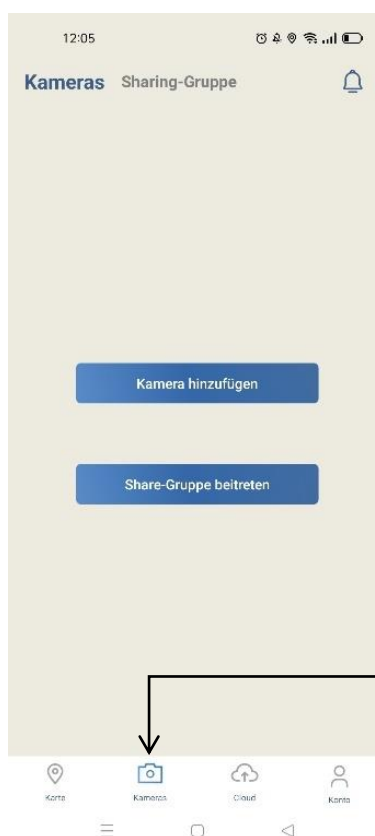 12:05
Kameras Sharing-Gruppe
Kamera hinzufügen
Share-Gruppe beitreten
Karte Kameras Cloud Konto